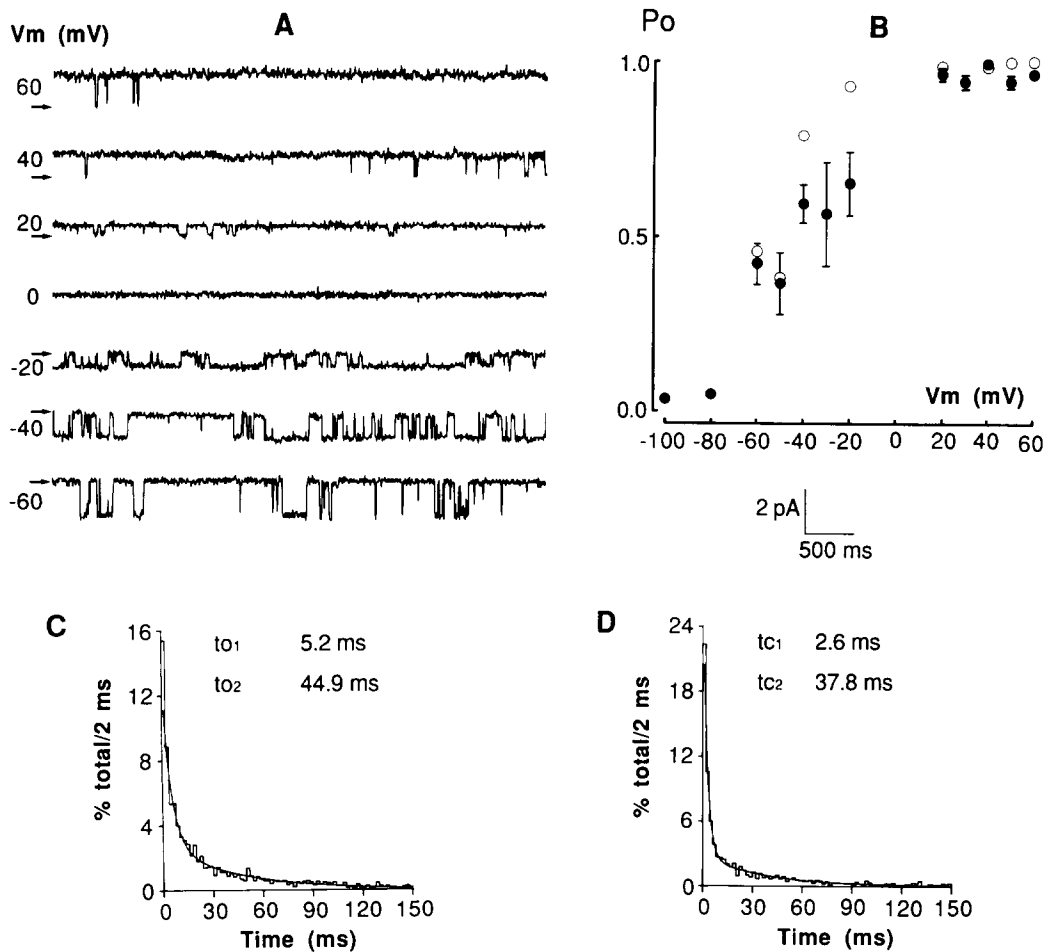 A
Vm (mV)
60
40
20
0
-20
-40
-60
Po
B
1.0
0.5
0.0
Vm (mV)
-100 -80 -60 -40 -20 0 20 40 60
2 pA
500 ms
C
16
12
8
4
0
% total/2 ms
to1 5.2 ms
to2 44.9 ms
0 30 60 90 120 150
Time (ms)
D
24
18
12
6
0
% total/2 ms
tc1 2.6 ms
tc2 37.8 ms
0 30 60 90 120 150
Time (ms)